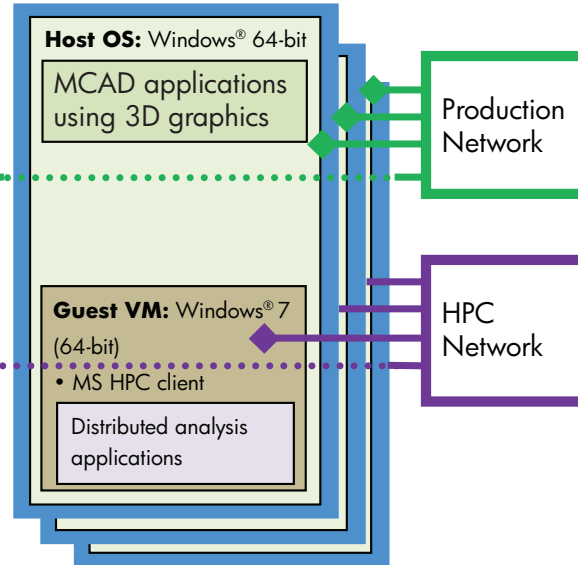 Host OS: Windows® 64-bit
MCAD applications
using 3D graphics
Production
Network
Guest VM: Windows® 7
(64-bit)
• MS HPC client
Distributed analysis
applications
HPC
Network